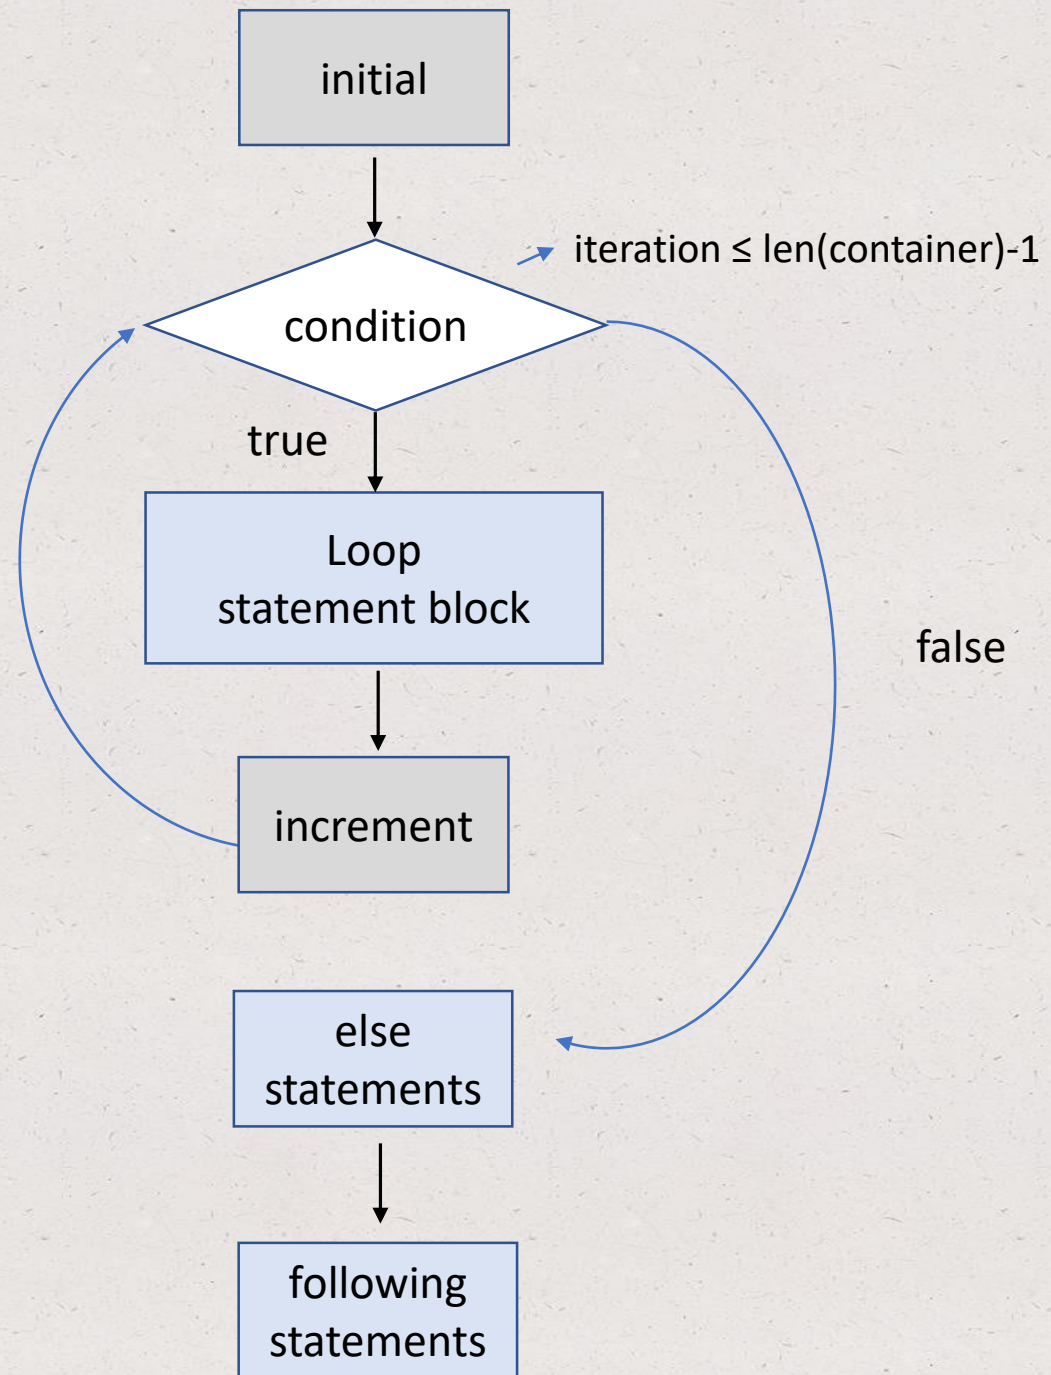 initial
iteration ≤ len(container)-1
condition
true
Loop
statement block
false
increment
else
statements
following
statements